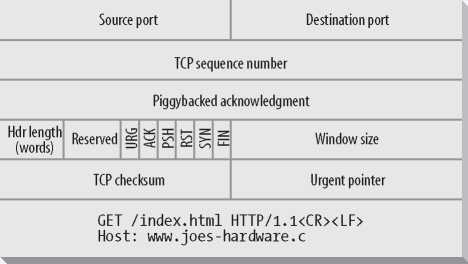 Source port
Destination port
TCP sequence number
Piggybacked acknowledgment
Hdr length
(words)
Reserved
URG
ACK
PSH
RST
SYN
FIN
Window size
TCP checksum
Urgent pointer
GET /index.html HTTP/1.1<CR><LF>
Host: www.joes-hardware.c